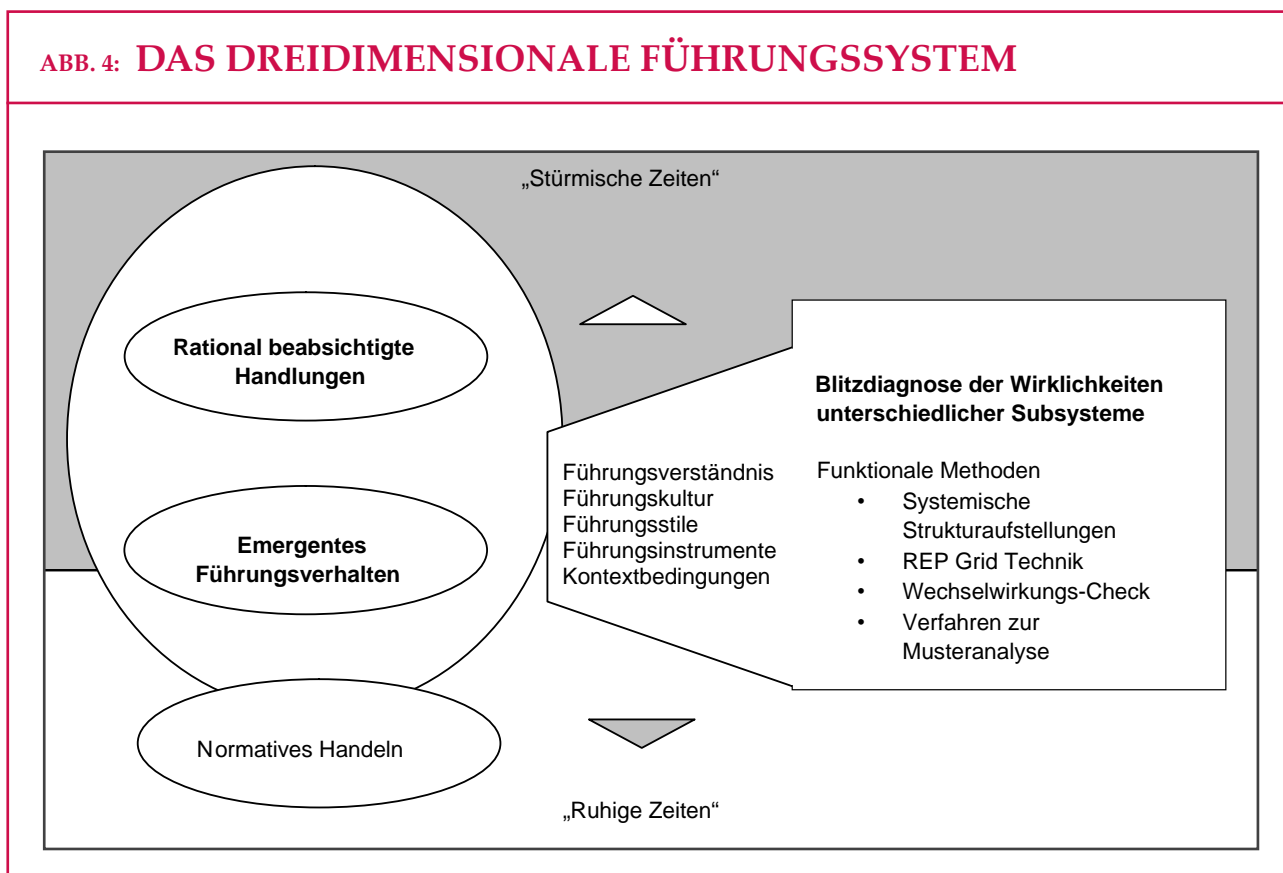 ABB. 4: DAS DREIDIMENSIONALE FÜHRUNGSSYSTEM
„Stürmische Zeiten“
Rational beabsichtigte
Handlungen
Emergentes
Führungsverhalten
Normatives Handeln
Führungsverständnis
Führungskultur
Führungsstile
Führungsinstrumente
Kontextbedingungen
Blitzdiagnose der Wirklichkeiten
unterschiedlicher Subsysteme
Funktionale Methoden
• Systemische
Strukturaufstellungen
• REP Grid Technik
• Wechselwirkungs-Check
• Verfahren zur
Musteranalyse
„Ruhige Zeiten“